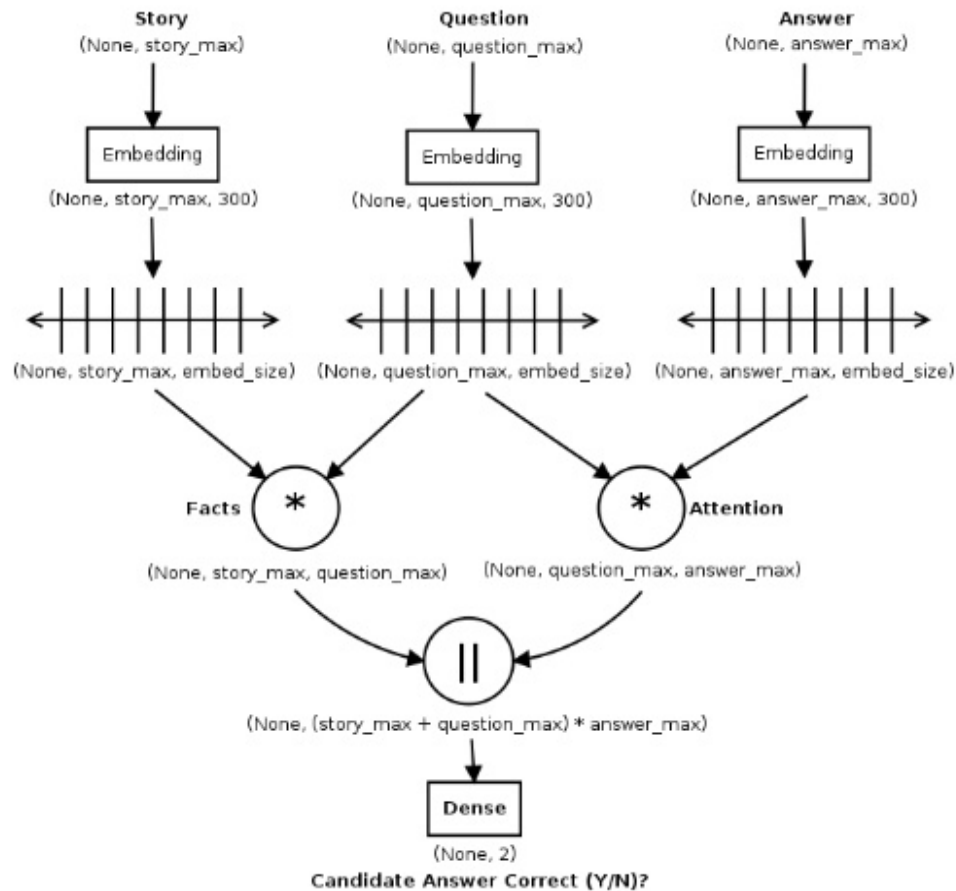 Story
(None, story_max)
Question
(None, question_max)
Answer
(None, answer_max)
Embedding
Embedding
Embedding
(None, story_max, 300)
(None, question_max, 300)
(None, answer_max, 300)
(None, story_max, embed_size)
(None, question_max, embed_size)
(None, answer_max, embed_size)
Facts
*
*
Attention
(None, story_max, question_max)
(None, question_max, answer_max)
||
(None, (story_max + question_max) * answer_max)
Dense
(None, 2)
Candidate Answer Correct (Y/N)?